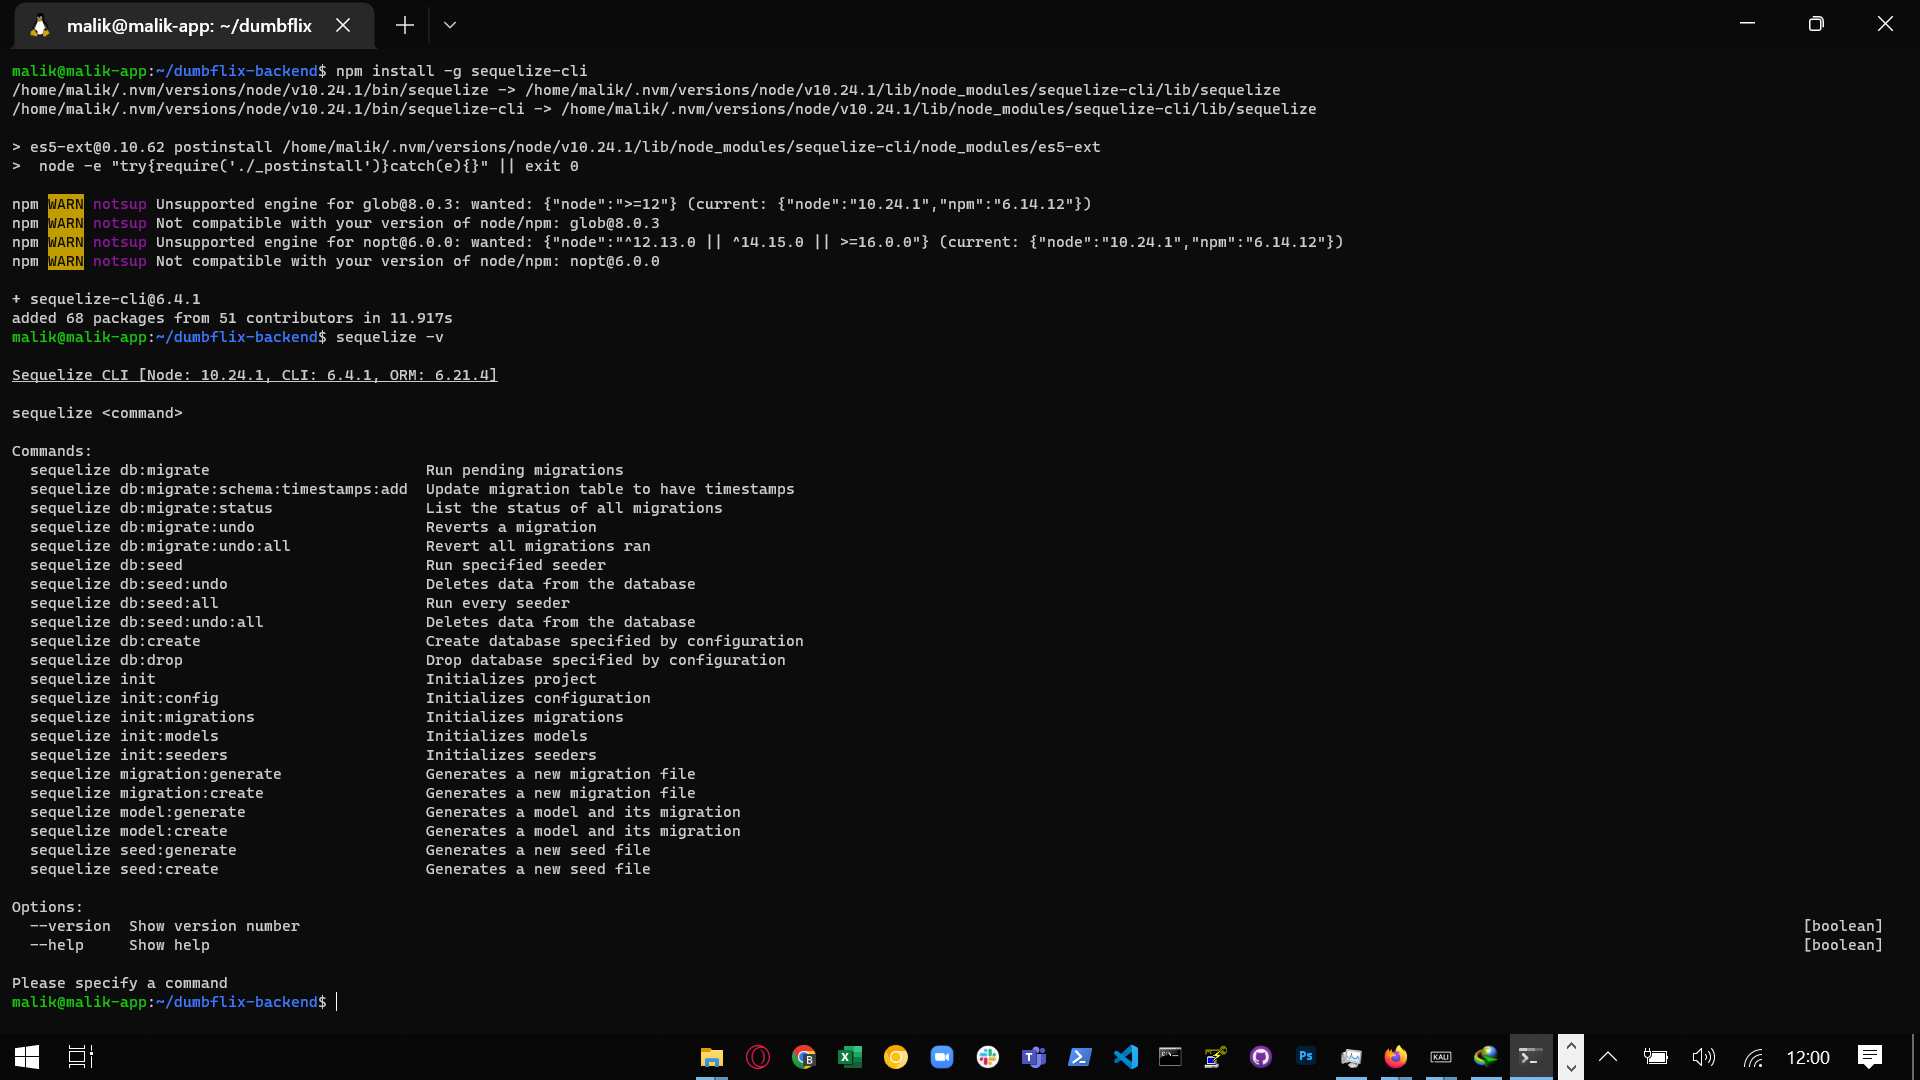 malik@malik-app: ~/dumbflix
malik@malik-app:~/dumbflix-backend$ npm install -g sequelize-cli
/home/malik/.nvm/versions/node/v10.24.1/bin/sequelize -> /home/malik/.nvm/versions/node/v10.24.1/lib/node_modules/sequelize-cli/lib/sequelize
/home/malik/.nvm/versions/node/v10.24.1/bin/sequelize-cli -> /home/malik/.nvm/versions/node/v10.24.1/lib/node_modules/sequelize-cli/lib/sequelize
> es5-ext@0.10.62 postinstall /home/malik/.nvm/versions/node/v10.24.1/lib/node_modules/sequelize-cli/node_modules/es5-ext
>  node -e "try{require('./_postinstall')}catch(e){}" || exit 0
npm WARN notsup Unsupported engine for glob@8.0.3: wanted: {"node":">=12"} (current: {"node":"10.24.1","npm":"6.14.12"})
npm WARN notsup Not compatible with your version of node/npm: glob@8.0.3
npm WARN notsup Unsupported engine for nopt@6.0.0: wanted: {"node":"^12.13.0 || ^14.15.0 || >=16.0.0"} (current: {"node":"10.24.1","npm":"6.14.12"})
npm WARN notsup Not compatible with your version of node/npm: nopt@6.0.0
+ sequelize-cli@6.4.1
added 68 packages from 51 contributors in 11.917s
malik@malik-app:~/dumbflix-backend$ sequelize -v
Sequelize CLI [Node: 10.24.1, CLI: 6.4.1, ORM: 6.21.4]
sequelize <command>
Commands:
  sequelize db:migrate                        Run pending migrations
  sequelize db:migrate:schema:timestamps:add  Update migration table to have timestamps
  sequelize db:migrate:status                 List the status of all migrations
  sequelize db:migrate:undo                   Reverts a migration
  sequelize db:migrate:undo:all               Revert all migrations ran
  sequelize db:seed                           Run specified seeder
  sequelize db:seed:undo                      Deletes data from the database
  sequelize db:seed:all                       Run every seeder
  sequelize db:seed:undo:all                  Deletes data from the database
  sequelize db:create                         Create database specified by configuration
  sequelize db:drop                           Drop database specified by configuration
  sequelize init                              Initializes project
  sequelize init:config                       Initializes configuration
  sequelize init:migrations                   Initializes migrations
  sequelize init:models                       Initializes models
  sequelize init:seeders                      Initializes seeders
  sequelize migration:generate                Generates a new migration file
  sequelize migration:create                  Generates a new migration file
  sequelize model:generate                    Generates a model and its migration
  sequelize model:create                      Generates a model and its migration
  sequelize seed:generate                     Generates a new seed file
  sequelize seed:create                       Generates a new seed file
Options:
  --version  Show version number [boolean]
  --help     Show help [boolean]
Please specify a command
malik@malik-app:~/dumbflix-backend$
Ps KALI 12:00